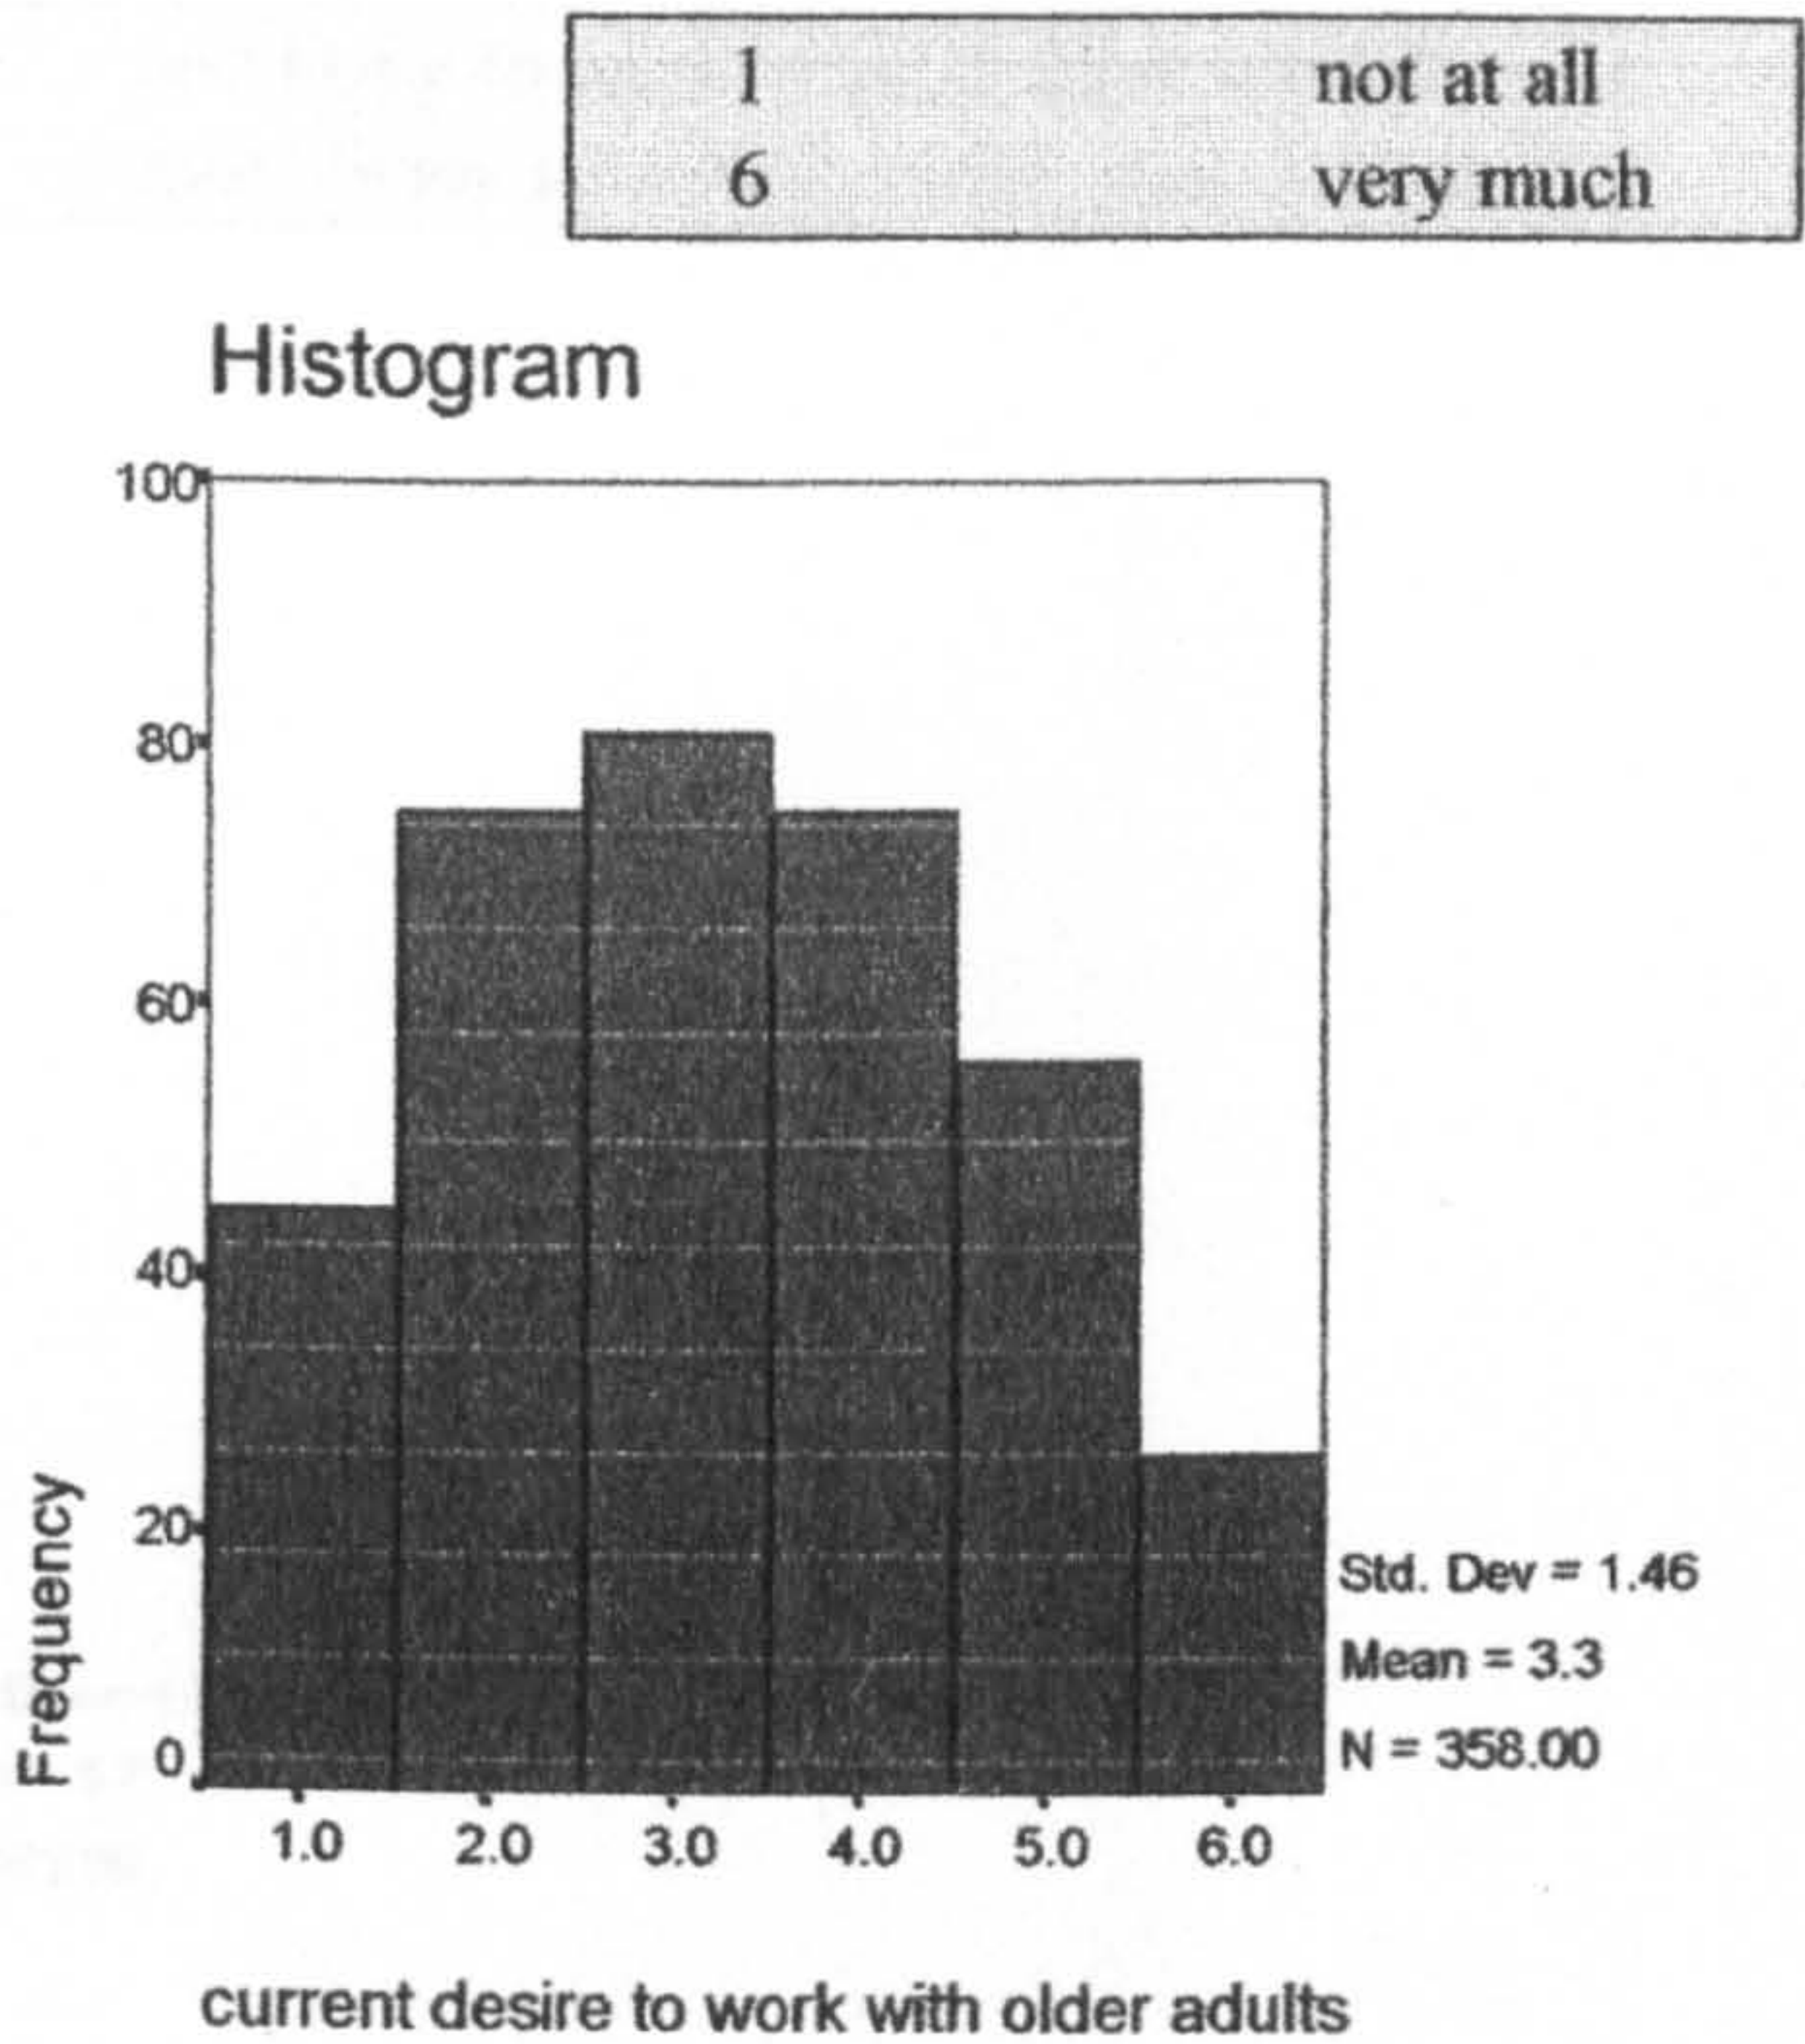 1 not at all
6 very much
Histogram
100
80
60
40
20
0
Frequency
1.0 2.0 3.0 4.0 5.0 6.0
Std. Dev = 1.46
Mean = 3.3
N = 358.00
current desire to work with older adults